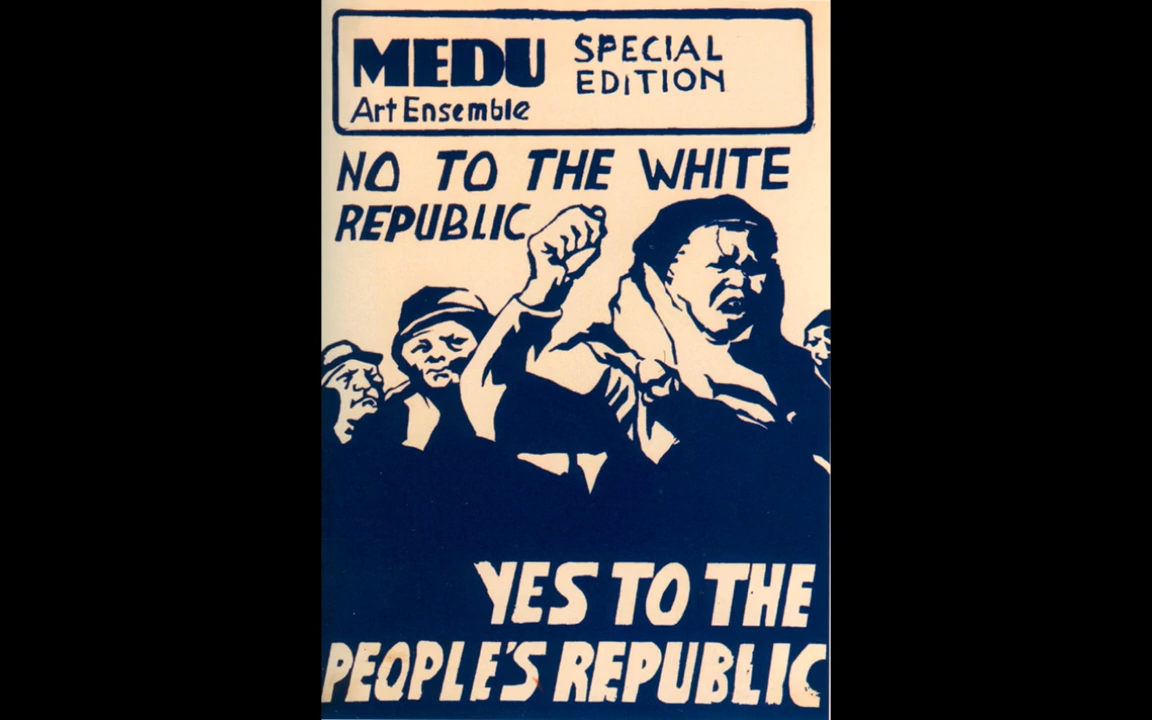 MEDU
SPECIAL
EDITION
Art Ensemble
NO TO THE WHITE
REPUBLIC
YES TO THE
PEOPLE'S REPUBLIC